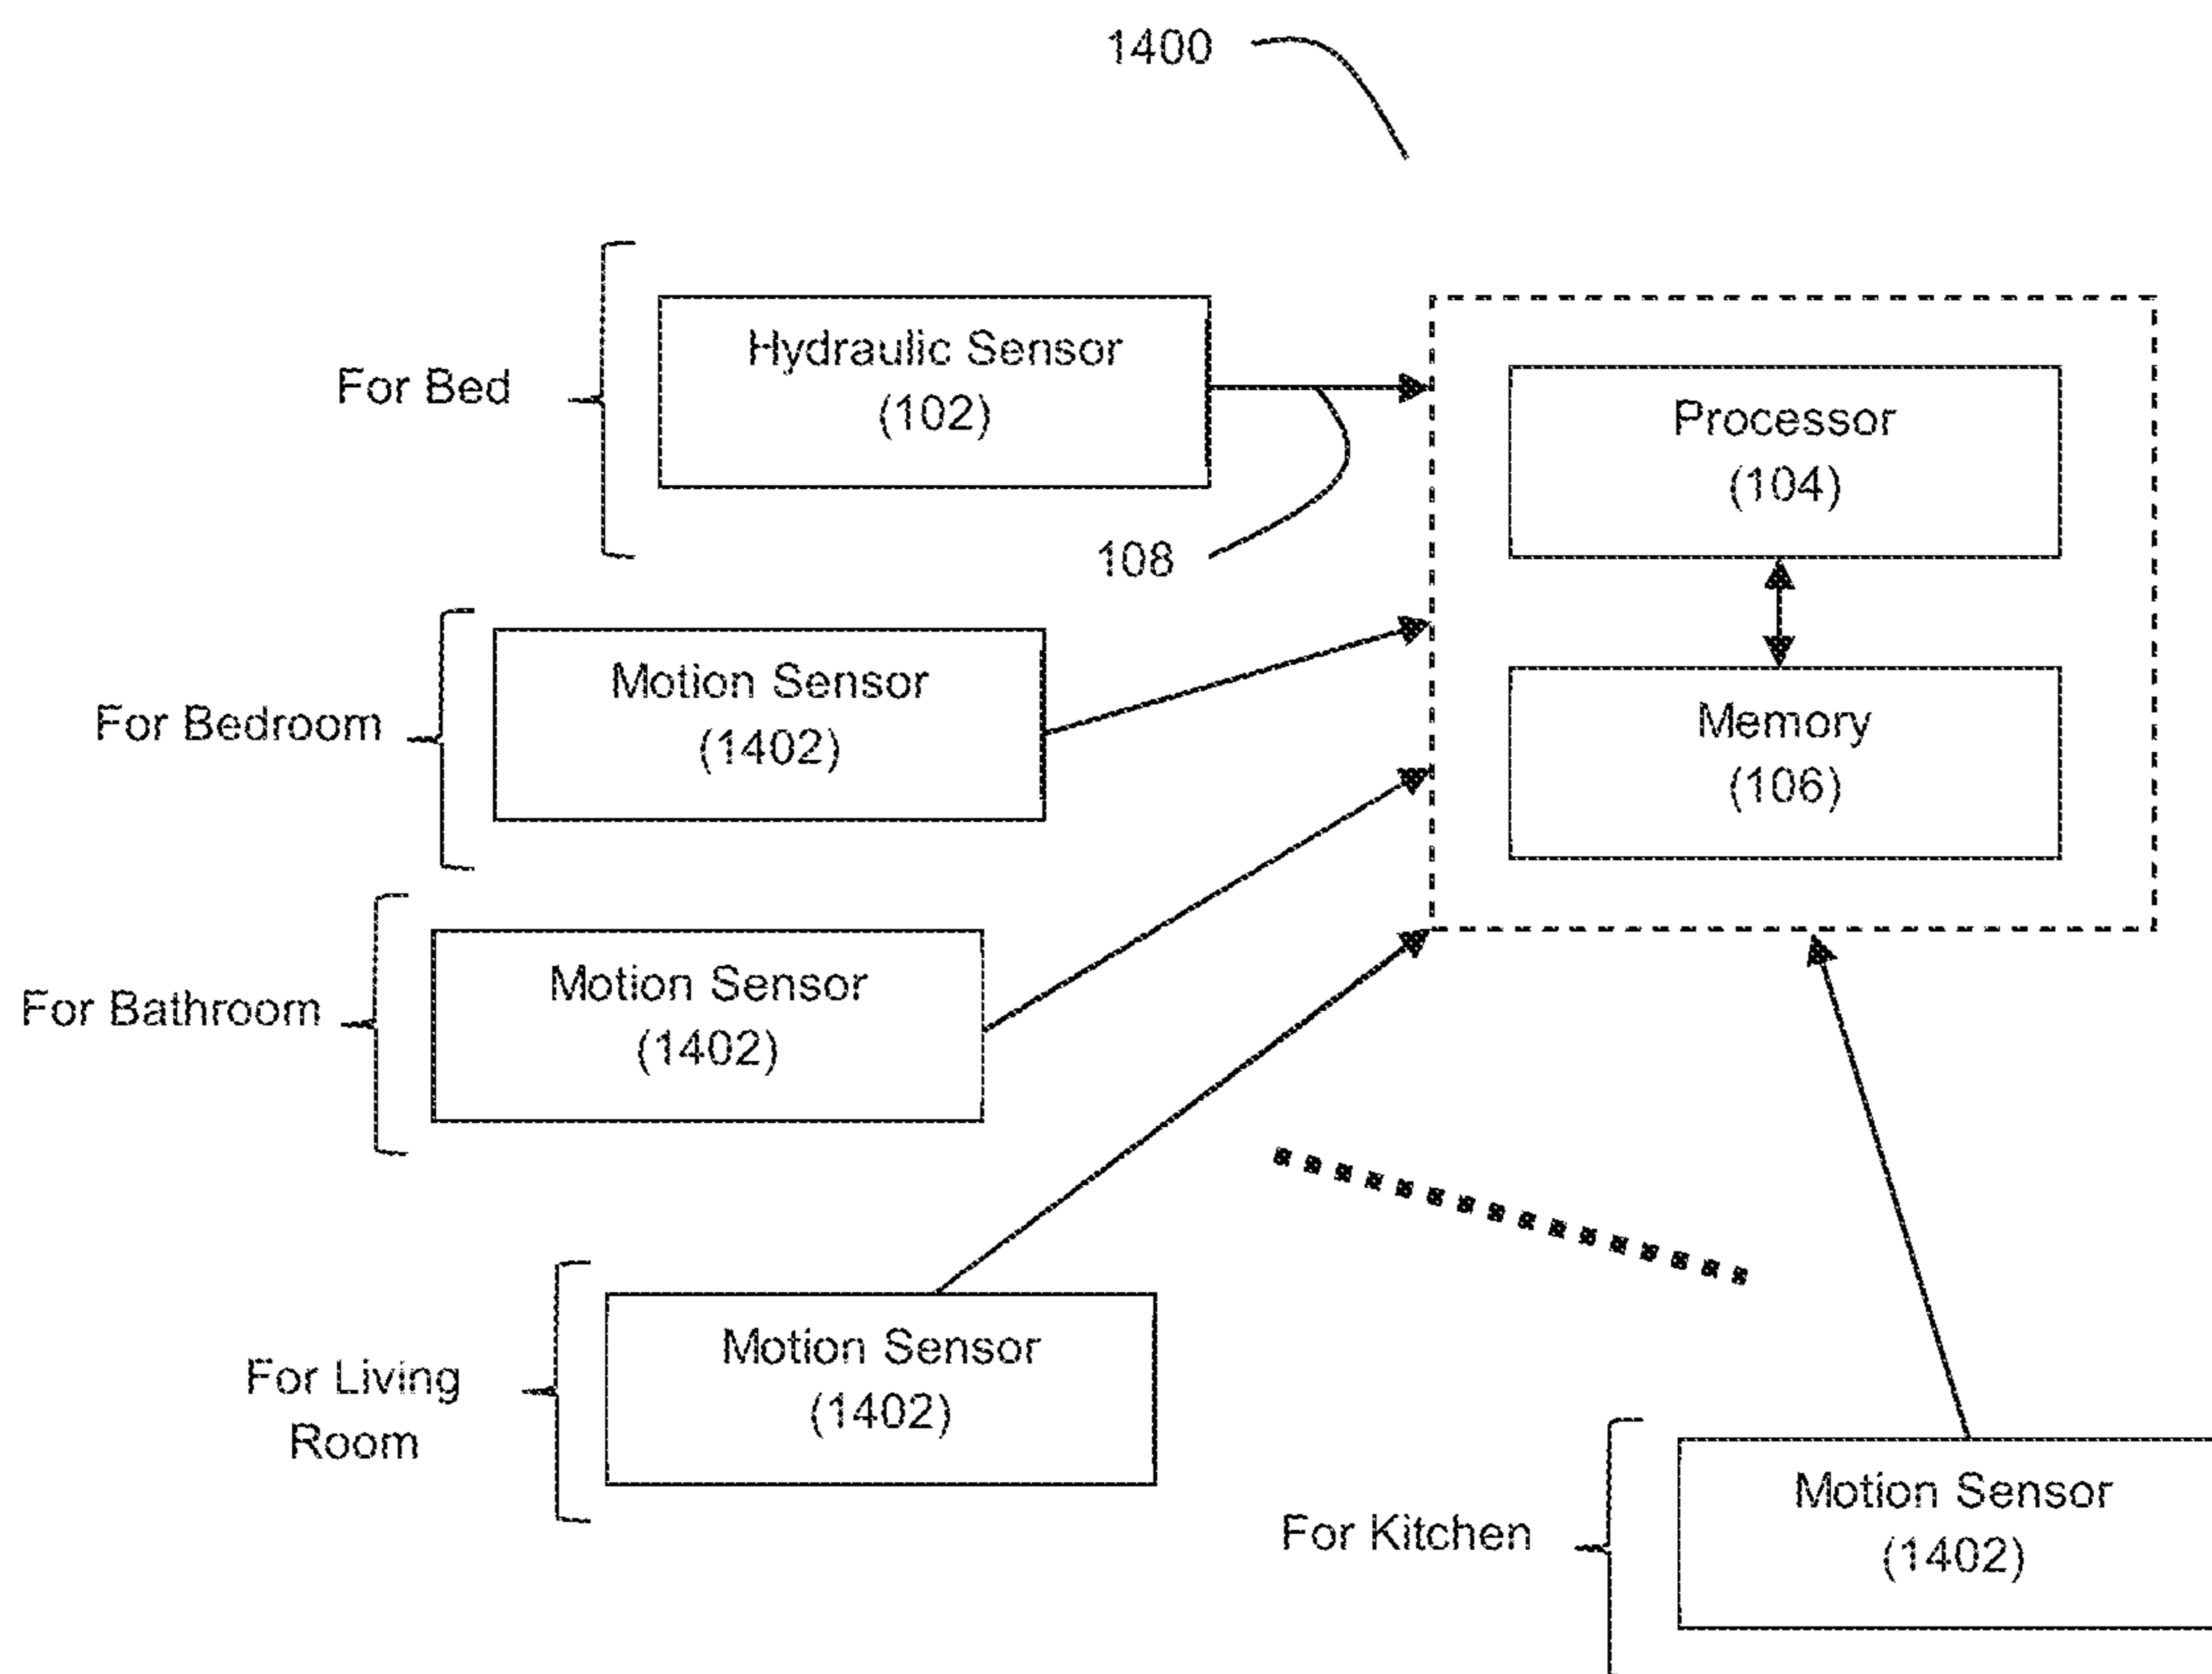 1400
For Bed
Hydraulic Sensor
(102)
108
Processor
(104)
Memory
(106)
For Bedroom
Motion Sensor
(1402)
For Bathroom
Motion Sensor
(1402)
For Living
Room
Motion Sensor
(1402)
For Kitchen
Motion Sensor
(1402)